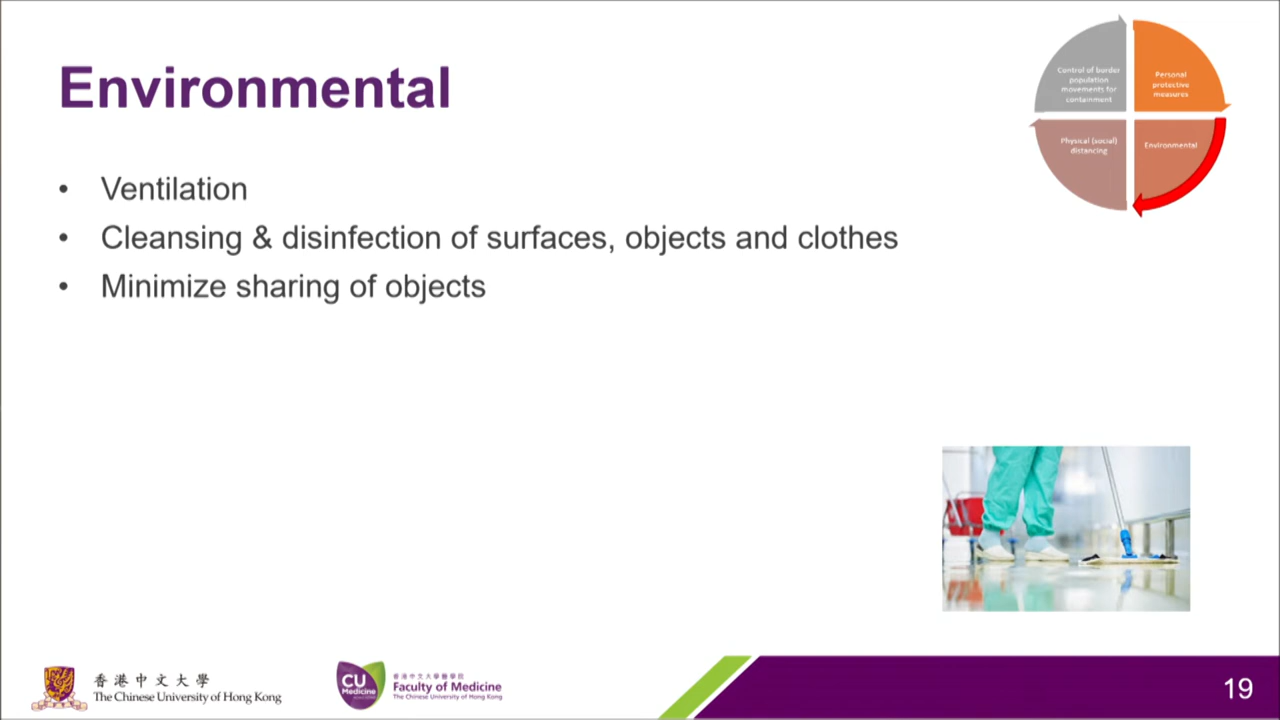 Environmental
• Ventilation
• Cleansing & disinfection of surfaces, objects and clothes
• Minimize sharing of objects
Control of border
population
movements for
containment
Personal
protective
measures
Physical (social)
distancing
Environmental
香港中文大學
The Chinese University of Hong Kong
CU
Medicine
香港中文大學醫學院
Faculty of Medicine
The Chinese University of Hong Kong
19